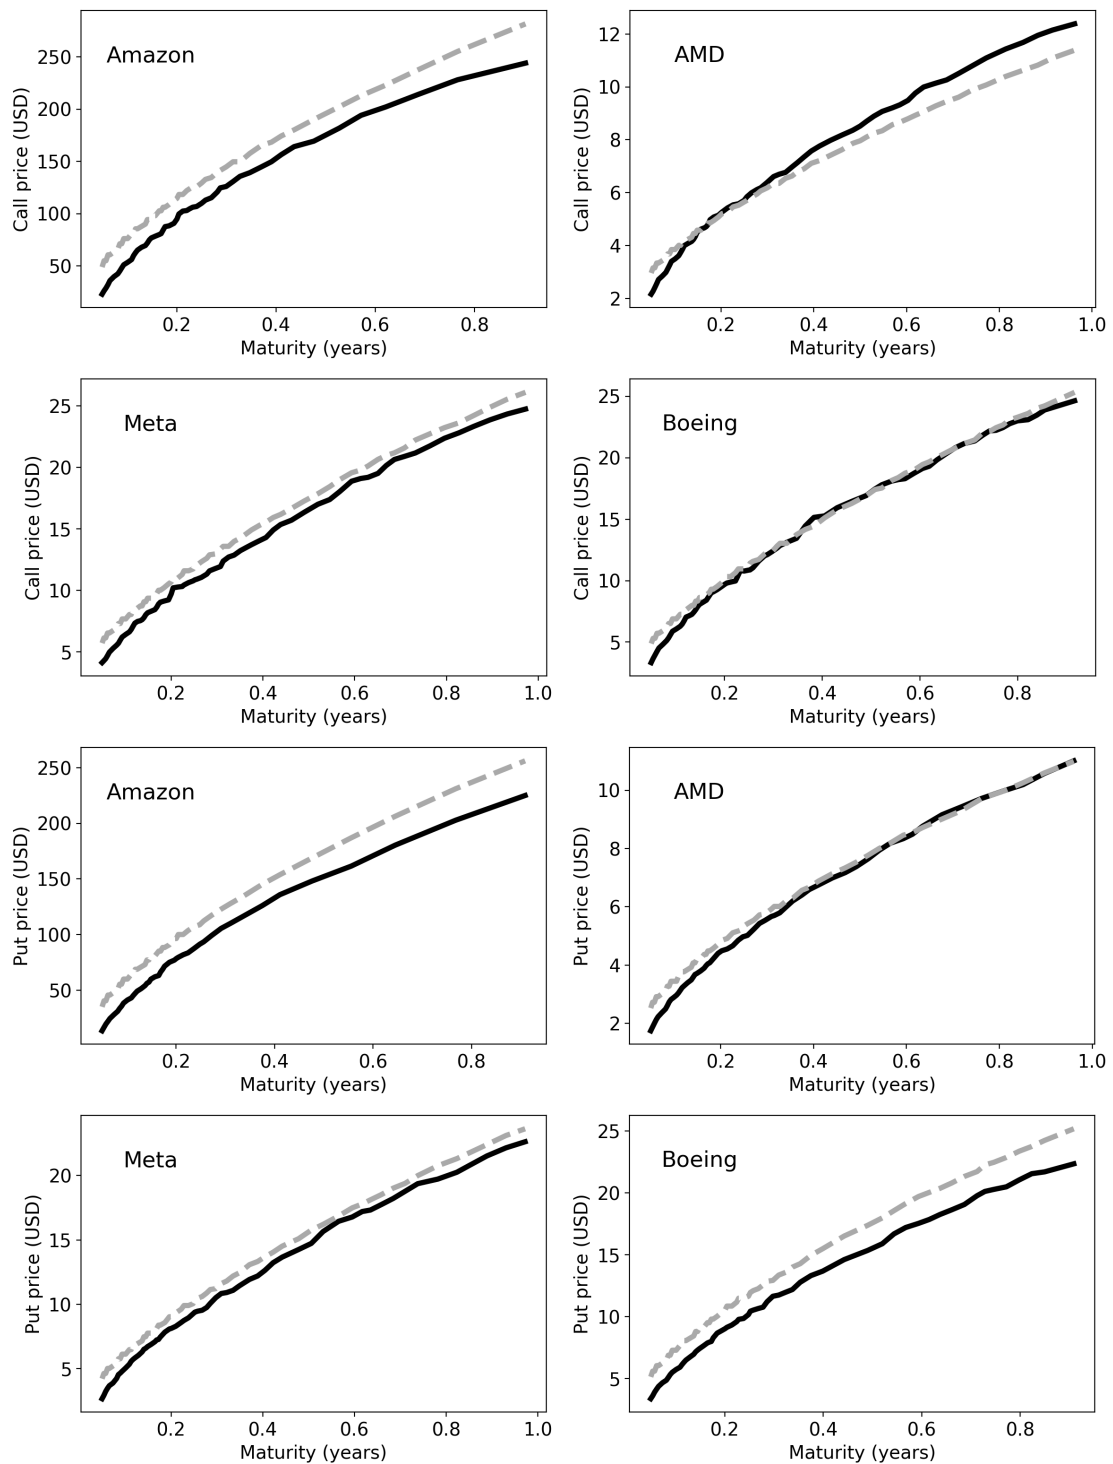 Amazon
Call price (USD)
250
200
150
100
50
0.2 0.4 0.6 0.8
Maturity (years)
AMD
Call price (USD)
12
10
8
6
4
2
0.2 0.4 0.6 0.8 1.0
Maturity (years)
Meta
Call price (USD)
25
20
15
10
5
0.2 0.4 0.6 0.8 1.0
Maturity (years)
Boeing
Call price (USD)
25
20
15
10
5
0.2 0.4 0.6 0.8
Maturity (years)
Amazon
Put price (USD)
250
200
150
100
50
0.2 0.4 0.6 0.8
Maturity (years)
AMD
Put price (USD)
10
8
6
4
2
0.2 0.4 0.6 0.8 1.0
Maturity (years)
Meta
Put price (USD)
20
15
10
5
0.2 0.4 0.6 0.8 1.0
Maturity (years)
Boeing
Put price (USD)
25
20
15
10
5
0.2 0.4 0.6 0.8
Maturity (years)